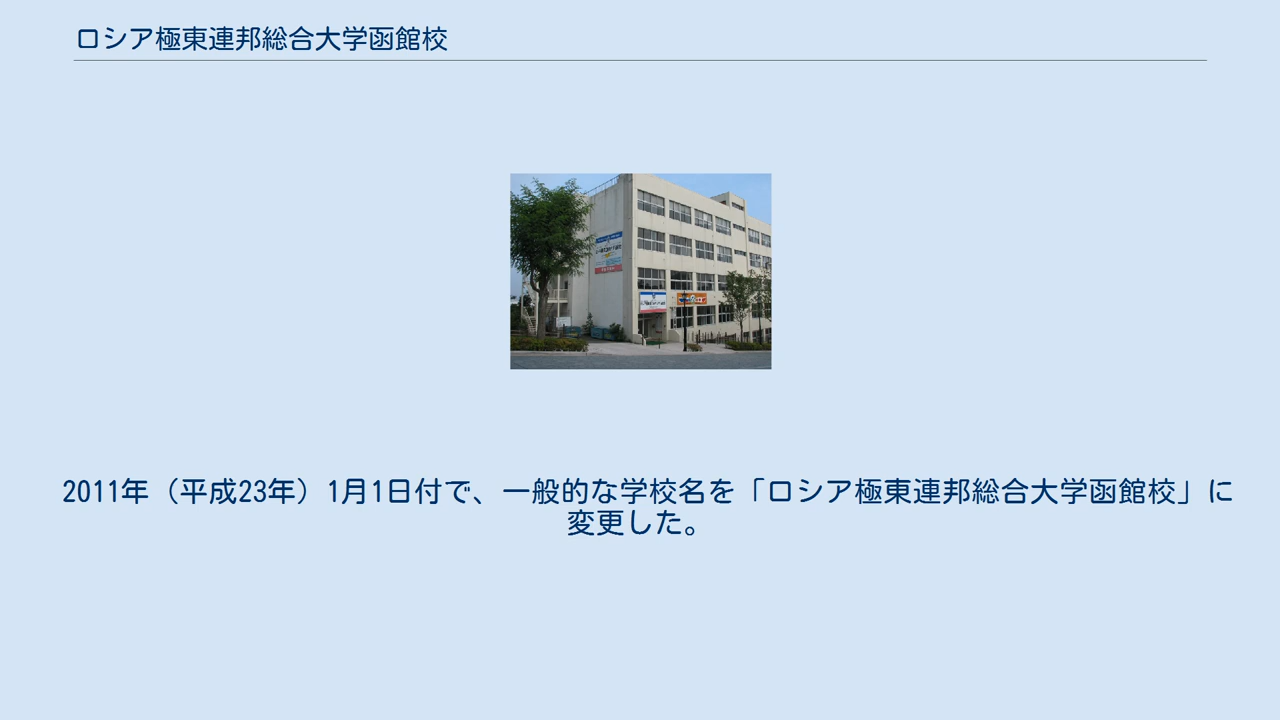 ロシア極東連邦総合大学函館校
2011年（平成23年）1月1日付で、一般的な学校名を「ロシア極東連邦総合大学函館校」に
変更した。